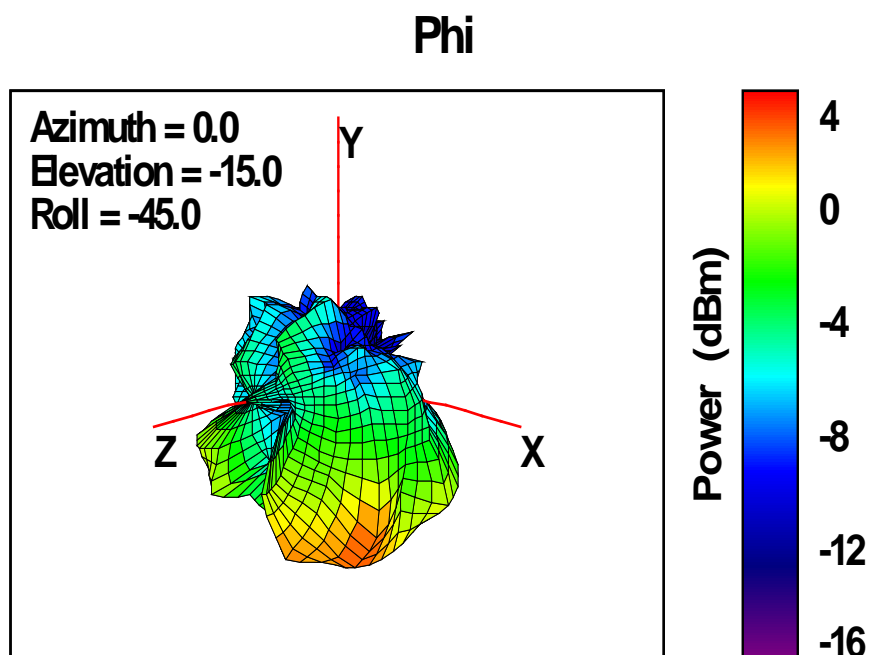 Phi
Azimuth = 0.0
Elevation = -15.0
Roll = -45.0
Y
Z
X
Power (dBm)
4
0
-4
-8
-12
-16